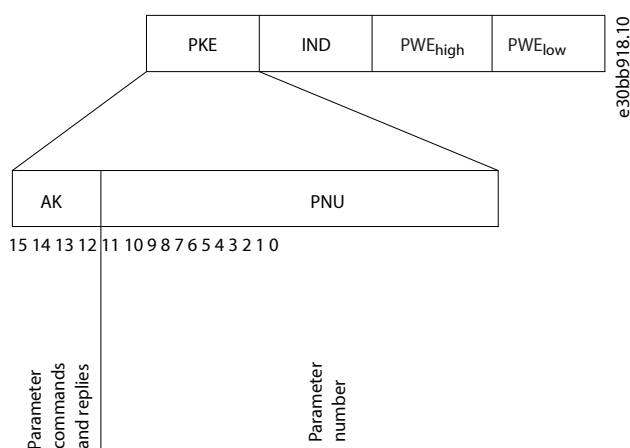 PKE IND PWEhigh PWElow
e30bb918.10
AK PNU
15 14 13 12 11 10 9 8 7 6 5 4 3 2 1 0
Parameter
commands
and replies
Parameter
number